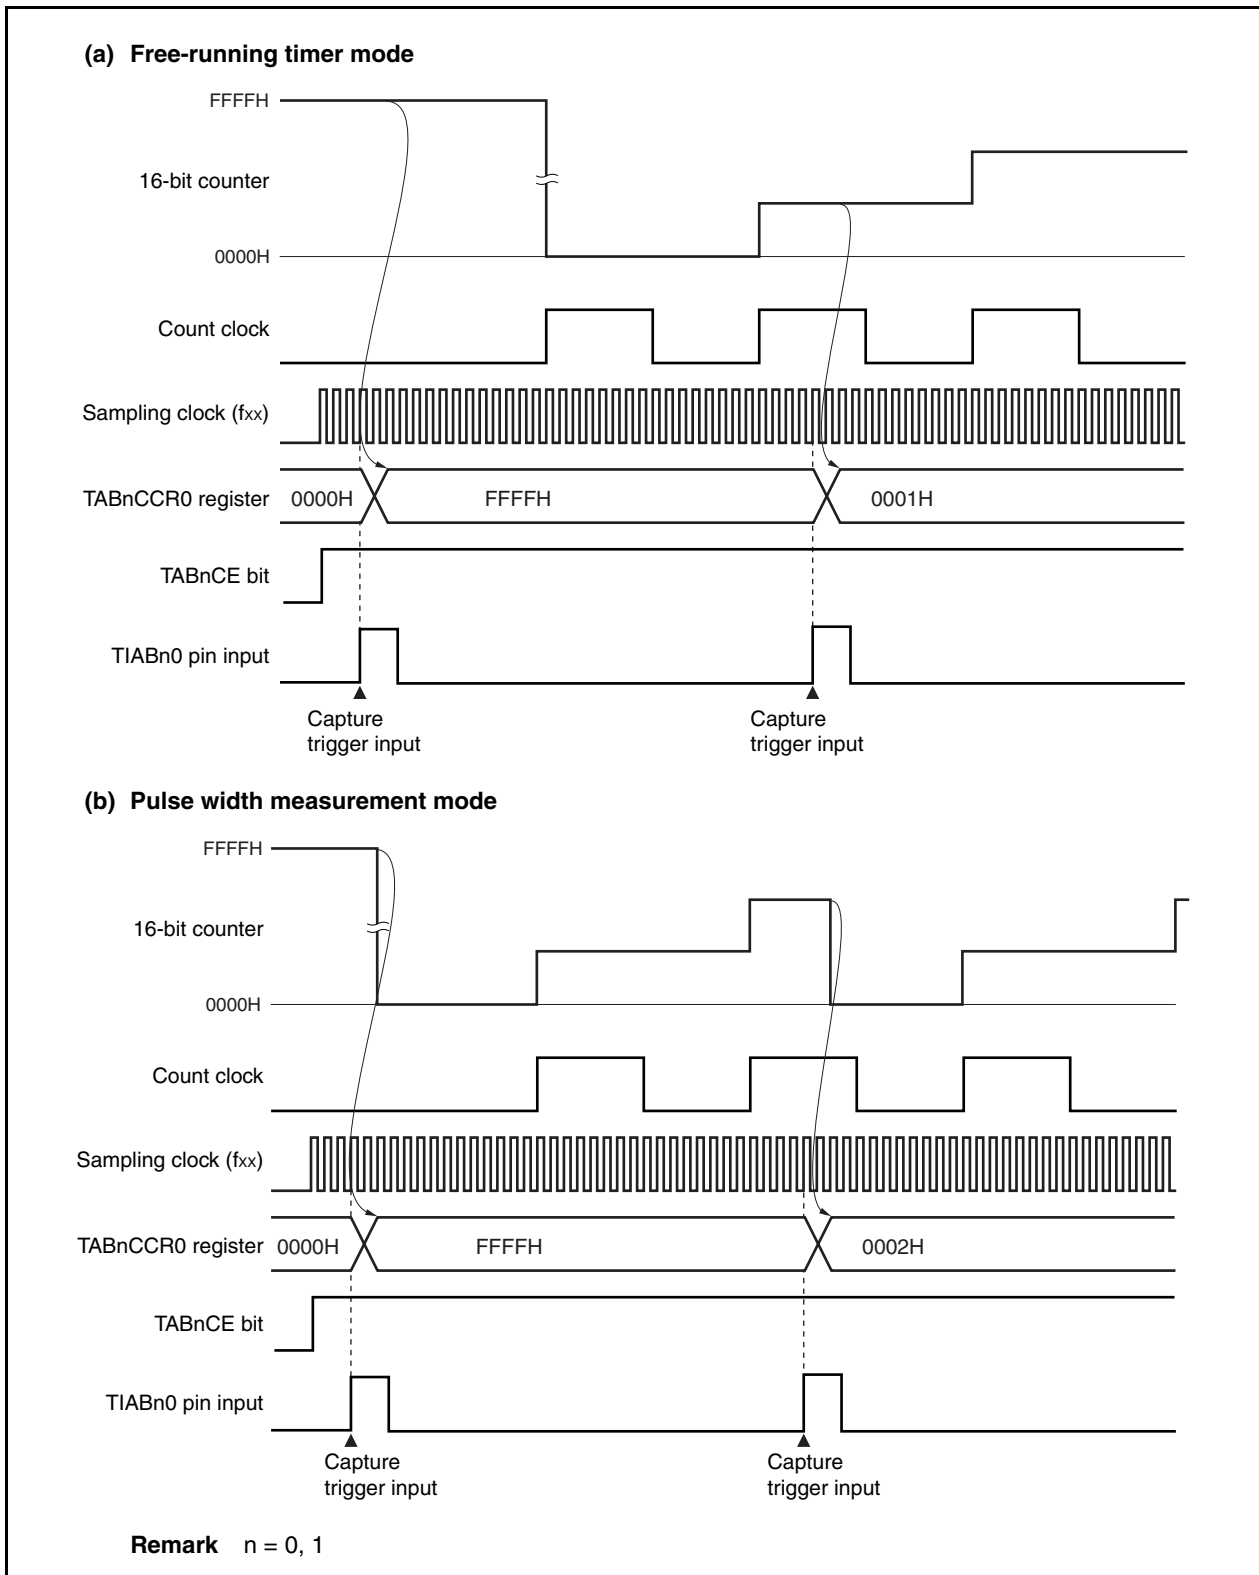 (a) Free-running timer mode
FFFFH
16-bit counter
0000H
Count clock
Sampling clock (fxx)
TABnCCR0 register
0000H
FFFFH
0001H
TABnCE bit
TIABn0 pin input
Capture
trigger input
Capture
trigger input
(b) Pulse width measurement mode
FFFFH
16-bit counter
0000H
Count clock
Sampling clock (fxx)
TABnCCR0 register
0000H
FFFFH
0002H
TABnCE bit
TIABn0 pin input
Capture
trigger input
Capture
trigger input
Remark n = 0, 1